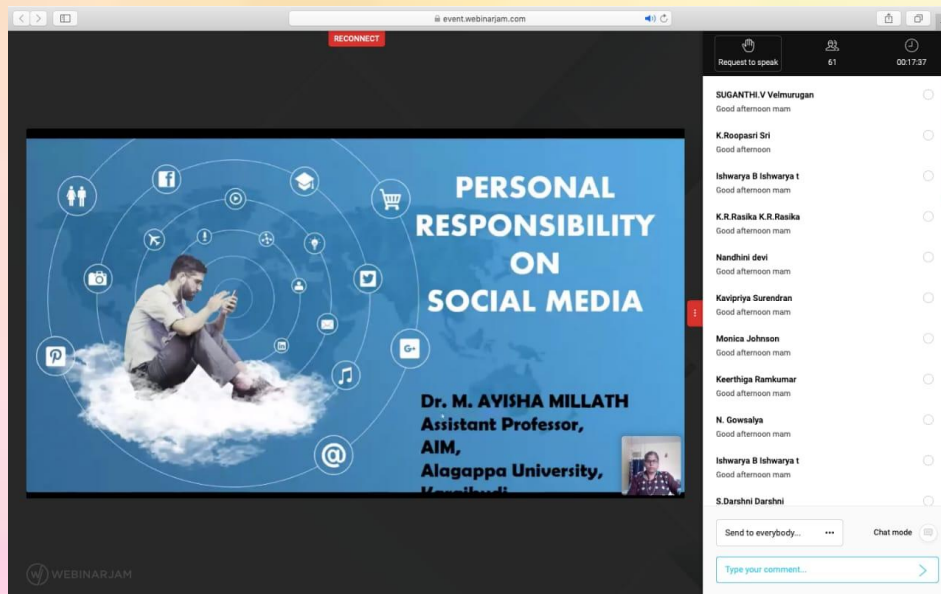 event.webinarjam.com
RECONNECT
Request to speak
61
00:17:37
PERSONAL
RESPONSIBILITY
ON
SOCIAL MEDIA
Dr. M. AYISHA MILLATH
Assistant Professor,
AIM,
Alagappa University,
Karaikudi
G+
@
in
WEBINARJAM
SUGANTHI.V Velmurugan
Good afternoon mam
K.Roopasri Sri
Good afternoon
Ishwarya B Ishwarya t
Good afternoon mam
K.R.Rasika K.R.Rasika
Good afternoon mam
Nandhini devi
Good afternoon mam
Kavipriya Surendran
Good afternoon mam
Monica Johnson
Good afternoon mam
Keerthiga Ramkumar
Good afternoon mam
N. Gowsalya
Good afternoon mam
Ishwarya B Ishwarya t
Good afternoon mam
S.Darshni Darshni
Send to everybody...
Chat mode
Type your comment...